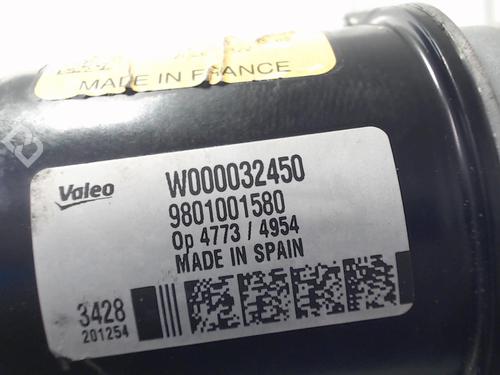 MADE IN FRANCE
Valeo
W000032450
9801001580
Op 4773 / 4954
MADE IN SPAIN
3428
201254